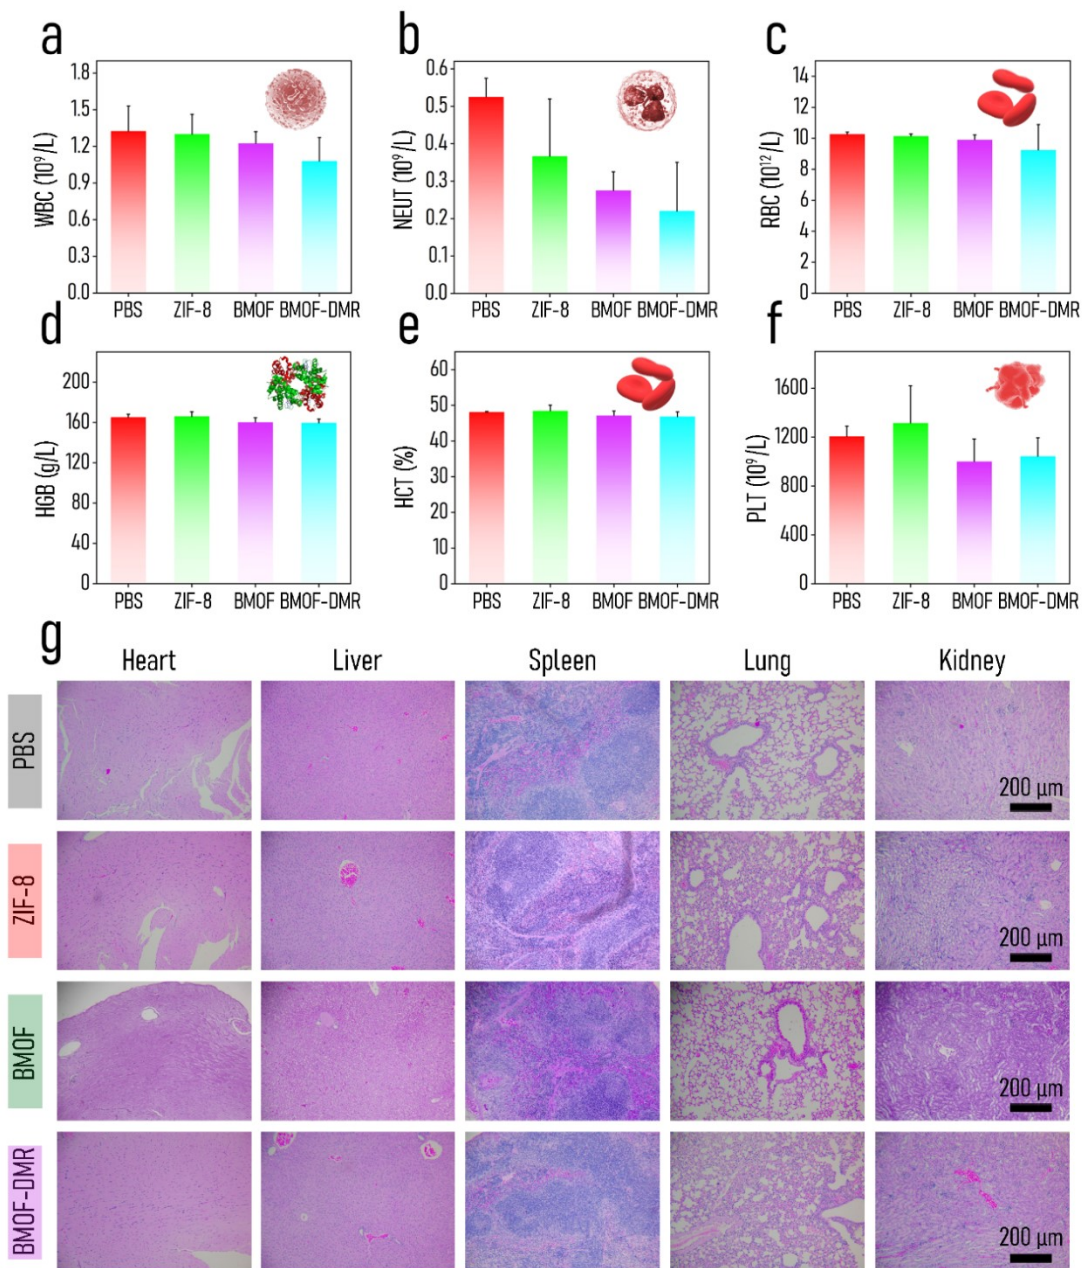 a
WBC (10⁹/L)
1.8
1.5
1.2
0.9
0.6
0.3
0.0
PBS ZIF-8 BMOF BMOF-DMR
b
NEUT (10⁹/L)
0.6
0.5
0.4
0.3
0.2
0.1
0.0
PBS ZIF-8 BMOF BMOF-DMR
c
RBC (10¹²/L)
14
12
10
8
6
4
2
0
PBS ZIF-8 BMOF BMOF-DMR
d
HGB (g/L)
200
160
120
80
40
0
PBS ZIF-8 BMOF BMOF-DMR
e
HCT (%)
60
50
40
30
20
10
0
PBS ZIF-8 BMOF BMOF-DMR
f
PLT (10⁹/L)
1600
1200
800
400
0
PBS ZIF-8 BMOF BMOF-DMR
g
Heart Liver Spleen Lung Kidney
PBS
200 μm
ZIF-8
200 μm
BMOF
200 μm
BMOF-DMR
200 μm